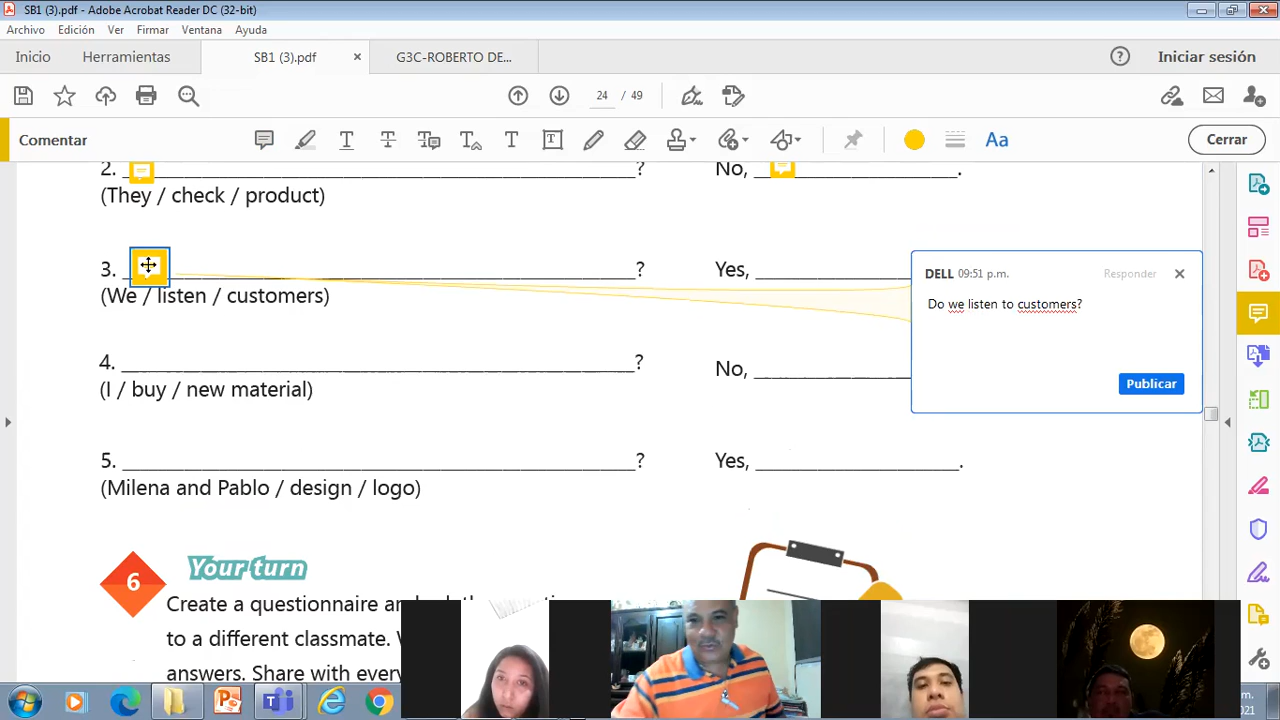 SB1 (3).pdf - Adobe Acrobat Reader DC (32-bit)
Archivo Edición Ver Firmar Ventana Ayuda
Inicio Herramientas SB1 (3).pdf × G3C-ROBERTO DE... Iniciar sesión
24 / 49
Comentar Cerrar
2. ? No, .
(They / check / product)
3. ? Yes,
(We / listen / customers)
DELL 09:51 p.m. Responder
Do we listen to customers?
Publicar
4. ? No,
(I / buy / new material)
5. ? Yes, .
(Milena and Pablo / design / logo)
6 Your turn
Create a questionnaire
to a different classmate.
answers. Share with
2021